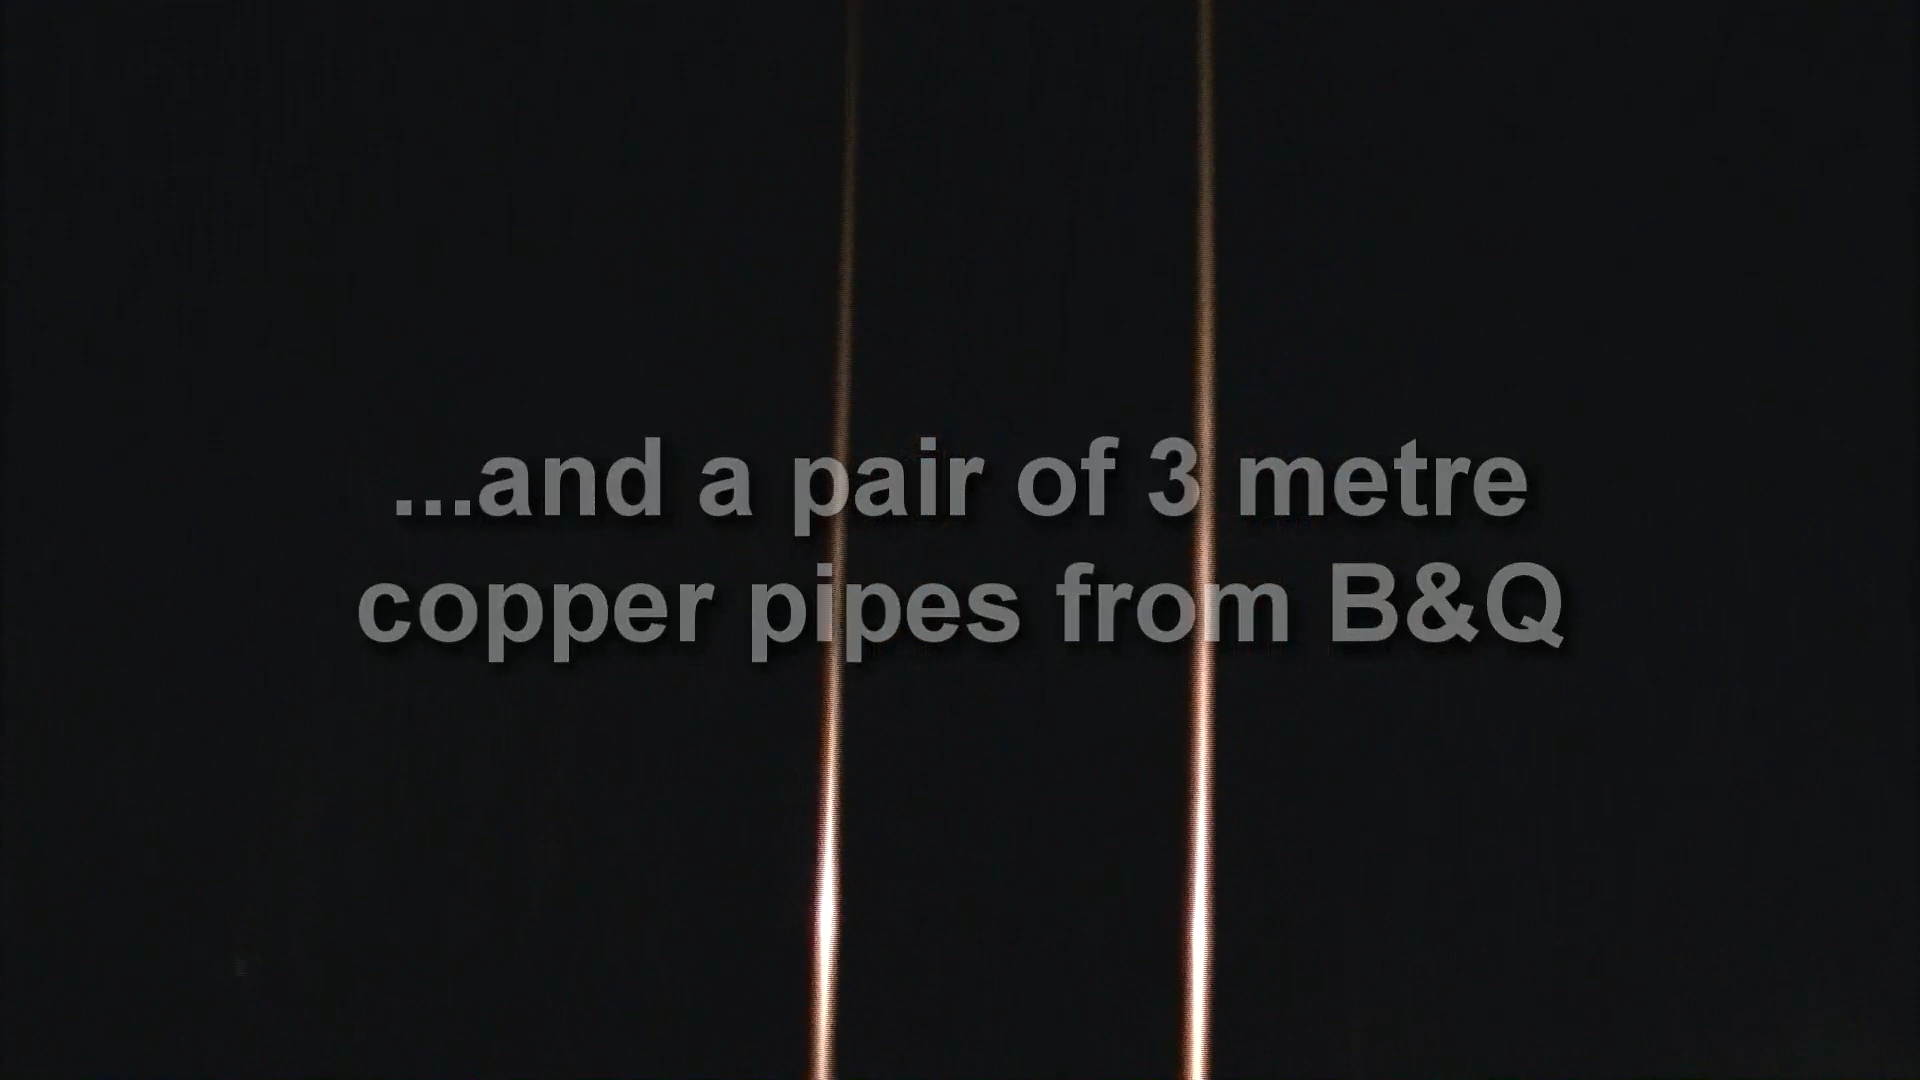 ...and a pair of 3 metre
copper pipes from B&Q